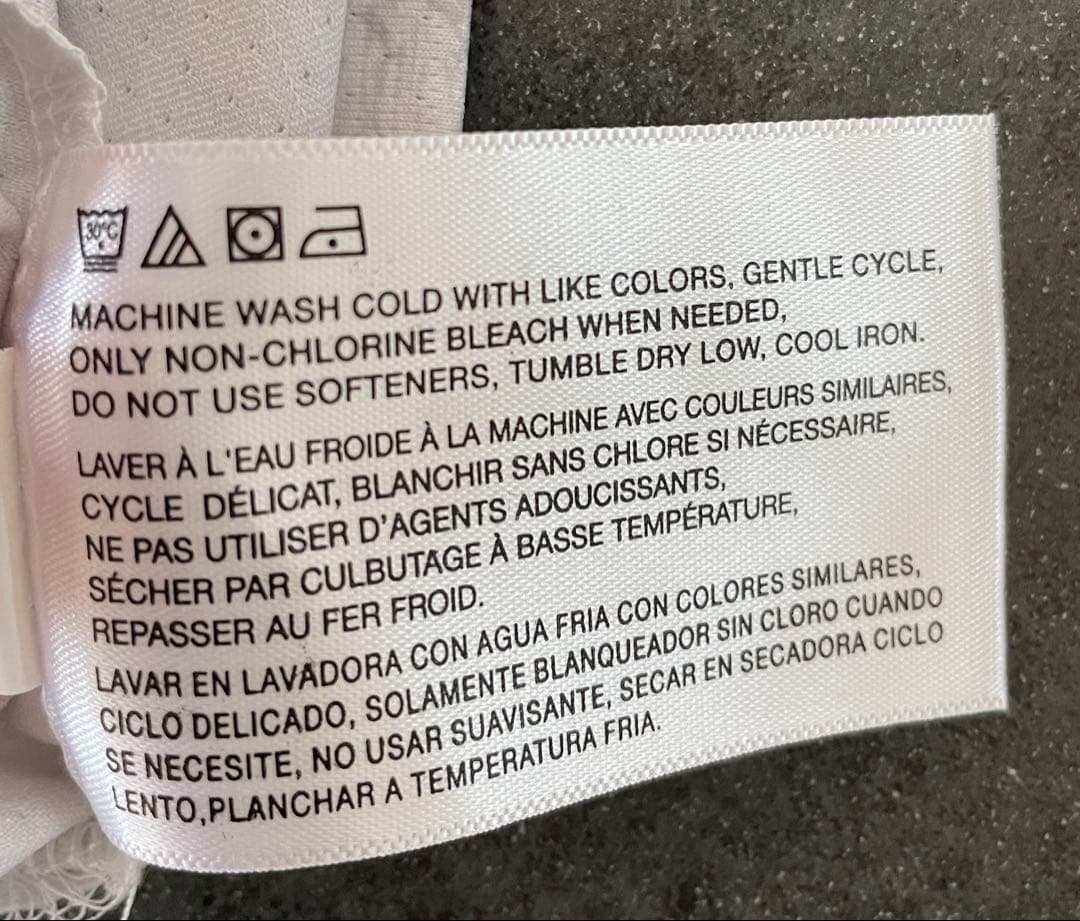 30°C
MACHINE WASH COLD WITH LIKE COLORS, GENTLE CYCLE,
ONLY NON-CHLORINE BLEACH WHEN NEEDED,
DO NOT USE SOFTENERS, TUMBLE DRY LOW, COOL IRON.
LAVER À L'EAU FROIDE À LA MACHINE AVEC COULEURS SIMILAIRES,
CYCLE DÉLICAT, BLANCHIR SANS CHLORE SI NÉCESSAIRE,
NE PAS UTILISER D'AGENTS ADOUCISSANTS,
SÉCHER PAR CULBUTAGE À BASSE TEMPÉRATURE,
REPASSER AU FER FROID.
LAVAR EN LAVADORA CON AGUA FRIA CON COLORES SIMILARES,
CICLO DELICADO, SOLAMENTE BLANQUEADOR SIN CLORO CUANDO
SE NECESITE, NO USAR SUAVISANTE, SECAR EN SECADORA CICLO
LENTO,PLANCHAR A TEMPERATURA FRIA.